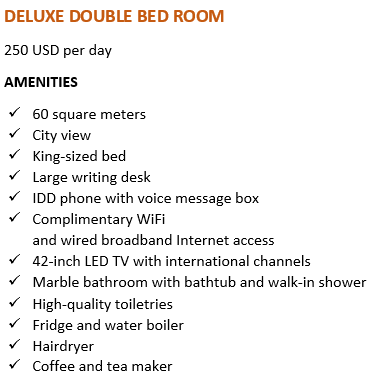 DELUXE DOUBLE BED ROOM
250 USD per day
AMENITIES
✓ 60 square meters
✓ City view
✓ King-sized bed
✓ Large writing desk
✓ IDD phone with voice message box
✓ Complimentary WiFi
and wired broadband Internet access
✓ 42-inch LED TV with international channels
✓ Marble bathroom with bathtub and walk-in shower
✓ High-quality toiletries
✓ Fridge and water boiler
✓ Hairdryer
✓ Coffee and tea maker